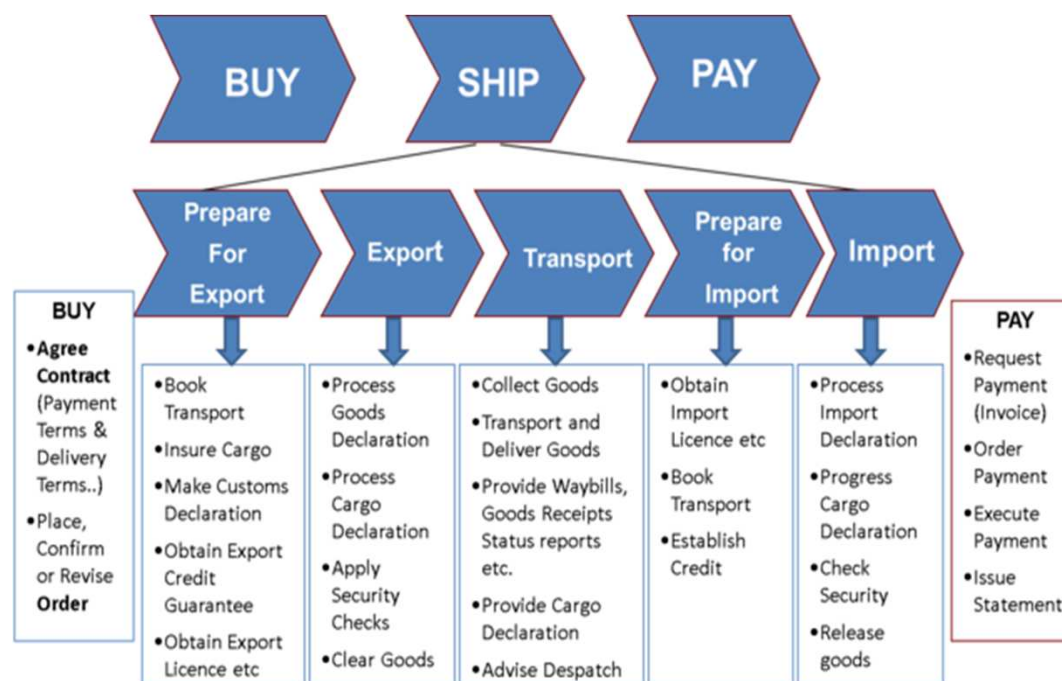 BUY
SHIP
PAY
Prepare
For
Export
Export
Transport
Prepare
for
Import
Import
BUY
•Agree
Contract
(Payment
Terms &
Delivery
Terms..)
•Place,
Confirm
or Revise
Order
•Book
Transport
•Insure Cargo
•Make Customs
Declaration
•Obtain Export
Credit
Guarantee
•Obtain Export
Licence etc
•Process
Goods
Declaration
•Process
Cargo
Declaration
•Apply
Security
Checks
•Clear Goods
•Collect Goods
•Transport and
Deliver Goods
•Provide Waybills,
Goods Receipts
Status reports
etc.
•Provide Cargo
Declaration
•Advise Despatch
•Obtain
Import
Licence etc
•Book
Transport
•Establish
Credit
•Process
Import
Declaration
•Progress
Cargo
Declaration
•Check
Security
•Release
goods
PAY
•Request
Payment
(Invoice)
•Order
Payment
•Execute
Payment
•Issue
Statement